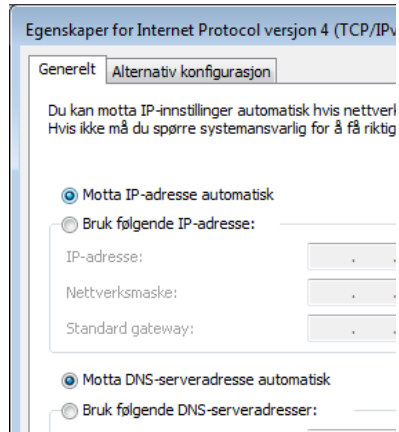 Egenskaper for Internet Protocol versjon 4 (TCP/IPv
Generelt Alternativ konfigurasjon
Du kan motta IP-innstillinger automatisk hvis nettverk
Hvis ikke må du spørre systemansvarlig for å få riktig
Motta IP-adresse automatisk
Bruk følgende IP-adresse:
IP-adresse:
Nettverksmaske:
Standard gateway:
Motta DNS-serveradresse automatisk
Bruk følgende DNS-serveradresser: